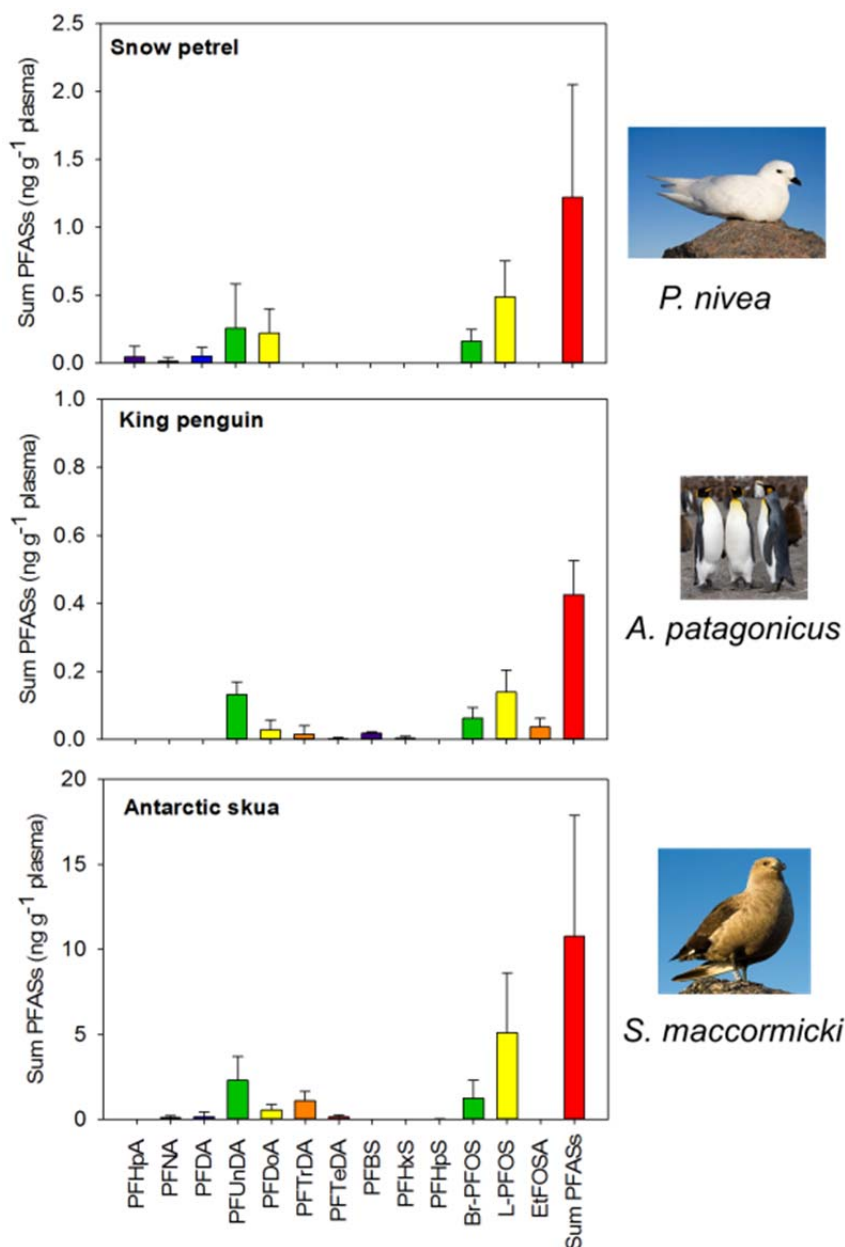 Snow petrel
Sum PFASs (ng g⁻¹ plasma)
2.5
2.0
1.5
1.0
0.5
0.0
P. nivea
King penguin
Sum PFASs (ng g⁻¹ plasma)
1.0
0.8
0.6
0.4
0.2
0.0
A. patagonicus
Antarctic skua
Sum PFASs (ng g⁻¹ plasma)
20
15
10
5
0
S. maccormicki
PFHpA
PFNA
PFDA
PFUnDA
PFDoA
PFTrDA
PFTeDA
PFBS
PFHxS
PFHpS
Br-PFOS
L-PFOS
EtFOSA
Sum PFASs